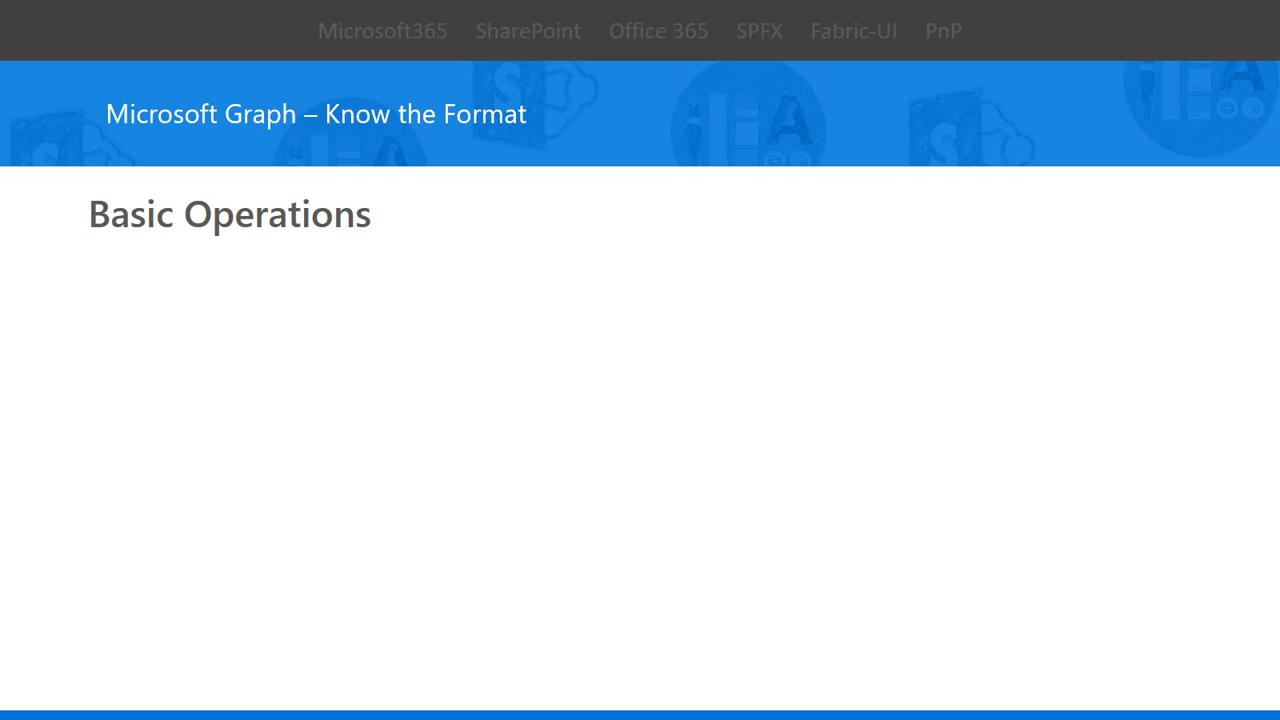 Microsoft365 SharePoint Office 365 SPFX Fabric-UI PnP
Microsoft Graph – Know the Format
Basic Operations